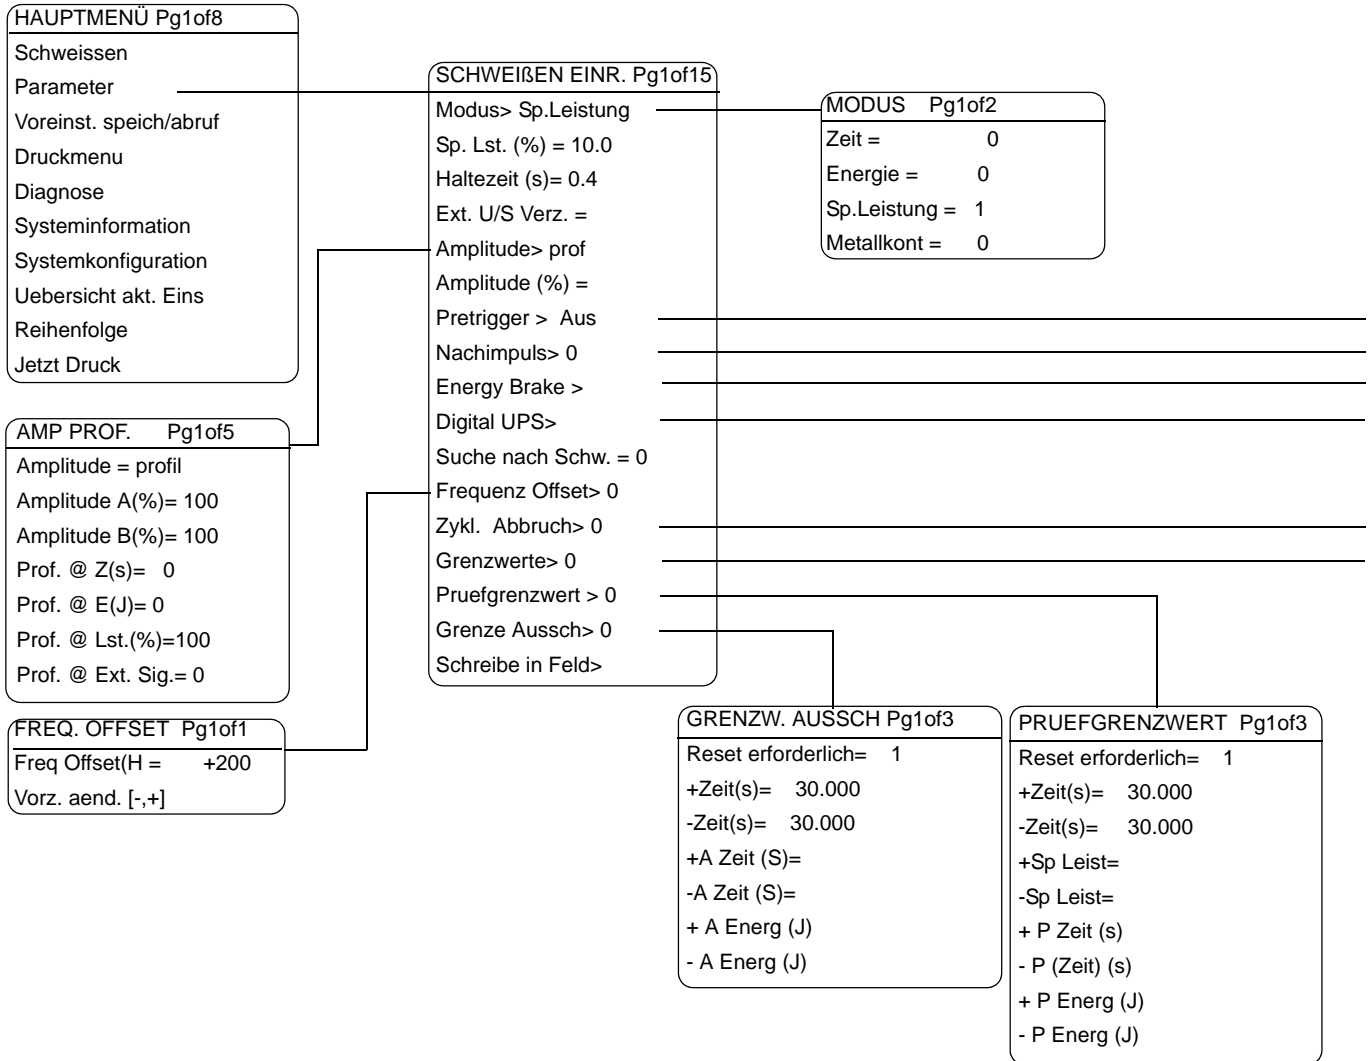 HAUPTMENÜ Pg1of8
Schweissen
Parameter
Voreinst. speich/abruf
Druckmenu
Diagnose
Systeminformation
Systemkonfiguration
Uebersicht akt. Eins
Reihenfolge
Jetzt Druck
AMP PROF. Pg1of5
Amplitude = profil
Amplitude A(%)= 100
Amplitude B(%)= 100
Prof. @ Z(s)= 0
Prof. @ E(J)= 0
Prof. @ Lst.(%)=100
Prof. @ Ext. Sig.= 0
FREQ. OFFSET Pg1of1
Freq Offset(H = +200
Vorz. aend. [-,+]
SCHWEIßEN EINR. Pg1of15
Modus> Sp.Leistung
Sp. Lst. (%) = 10.0
Haltezeit (s)= 0.4
Ext. U/S Verz. =
Amplitude> prof
Amplitude (%) =
Pretrigger > Aus
Nachimpuls> 0
Energy Brake >
Digital UPS>
Suche nach Schw. = 0
Frequenz Offset> 0
Zykl. Abbruch> 0
Grenzwerte> 0
Pruefgrenzwert > 0
Grenze Aussch> 0
Schreibe in Feld>
MODUS Pg1of2
Zeit = 0
Energie = 0
Sp.Leistung = 1
Metallkont = 0
GRENZW. AUSSCH Pg1of3
Reset erforderlich= 1
+Zeit(s)= 30.000
-Zeit(s)= 30.000
+A Zeit (S)=
-A Zeit (S)=
+ A Energ (J)
- A Energ (J)
PRUEFGRENZWERT Pg1of3
Reset erforderlich= 1
+Zeit(s)= 30.000
-Zeit(s)= 30.000
+Sp Leist=
-Sp Leist=
+ P Zeit (s)
- P (Zeit) (s)
+ P Energ (J)
- P Energ (J)